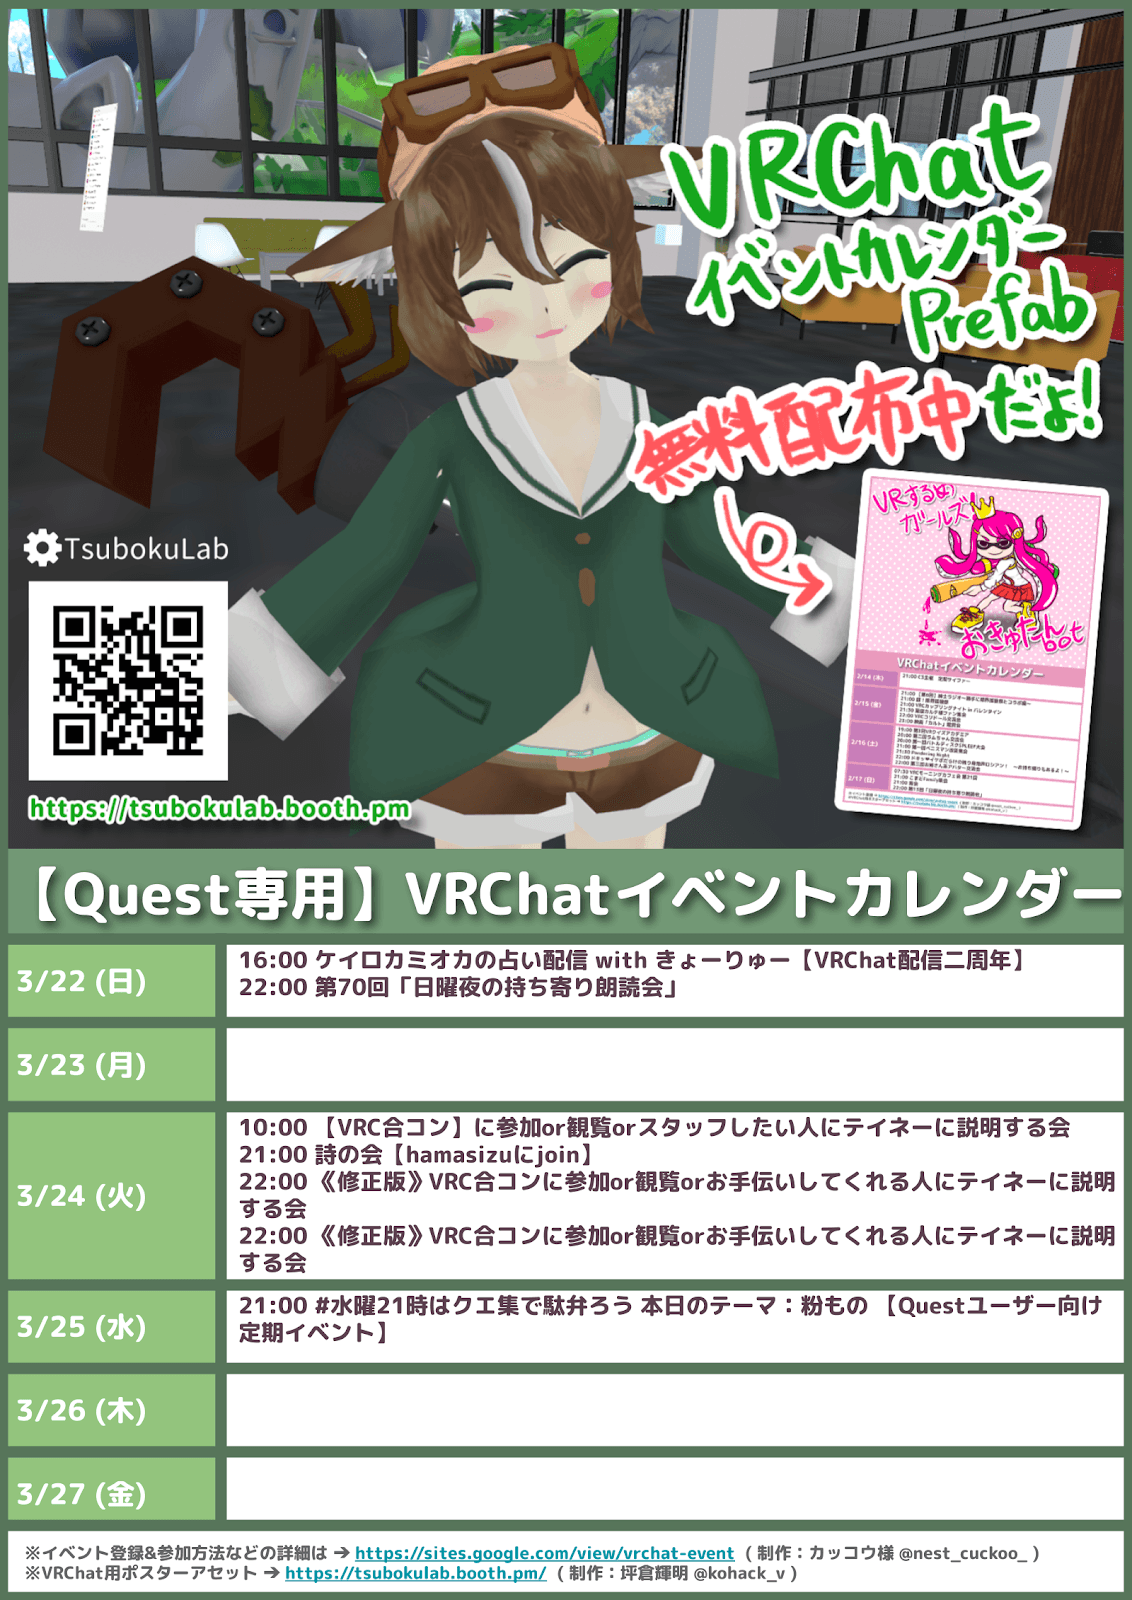 VRChat
イベントカレンダー
Prefab
無料配布中だよ!
TsubokuLab
https://tsubokulab.booth.pm
VRするめ
ガールズ
おきゅたんbot
VRChatイベントカレンダー
2/14 (木)
2/15 (金)
2/16 (土)
2/17 (日)
【Quest専用】VRChatイベントカレンダー
3/22 (日)
16:00 ケイロカミオカの占い配信 with きょーりゅー【VRChat配信二周年】
22:00 第70回「日曜夜の持ち寄り朗読会」
3/23 (月)
3/24 (火)
10:00 【VRC合コン】に参加or観覧orスタッフしたい人にテイネーに説明する会
21:00 詩の会【hamasizuにjoin】
22:00 《修正版》VRC合コンに参加or観覧orお手伝いしてくれる人にテイネーに説明
する会
22:00 《修正版》VRC合コンに参加or観覧orお手伝いしてくれる人にテイネーに説明
する会
3/25 (水)
21:00 #水曜21時はクエ集で駄弁ろう 本日のテーマ：粉もの 【Questユーザー向け
定期イベント】
3/26 (木)
3/27 (金)
※イベント登録&参加方法などの詳細は ➔ https://sites.google.com/view/vrchat-event ( 制作：カッコウ様 @nest_cuckoo_ )
※VRChat用ポスターアセット ➔ https://tsubokulab.booth.pm/ ( 制作：坪倉輝明 @kohack_v )